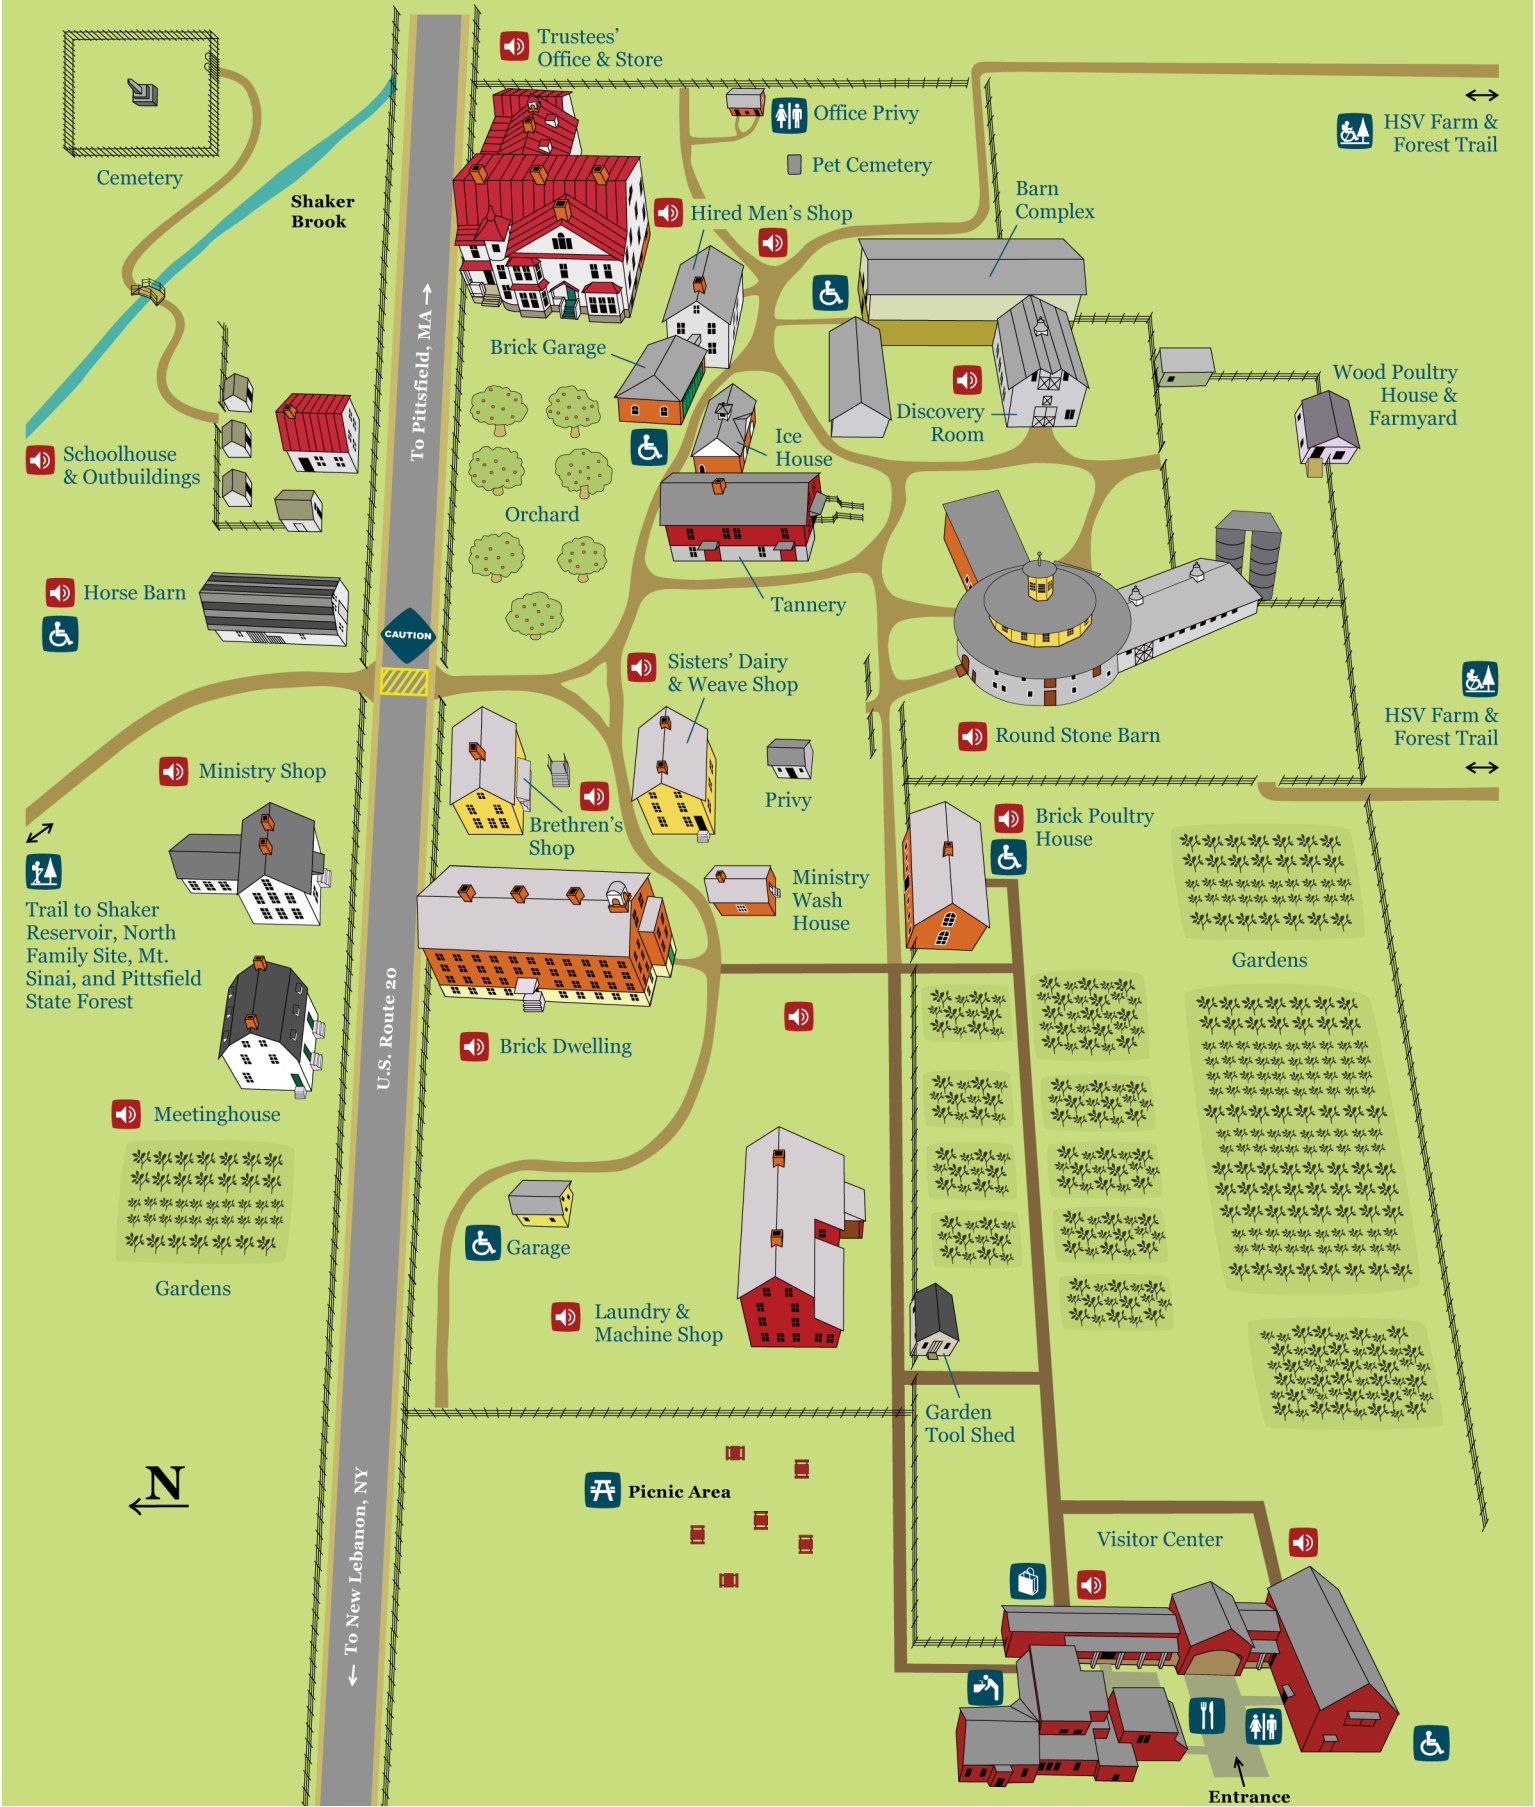 Trustees’
Office & Store
Office Privy
Pet Cemetery
HSV Farm &
Forest Trail
Cemetery
Shaker
Brook
Hired Men’s Shop
Barn
Complex
To Pittsfield, MA →
Brick Garage
Wood Poultry
House &
Farmyard
Discovery
Room
Ice
House
Schoolhouse
& Outbuildings
Orchard
Horse Barn
Tannery
CAUTION
Sisters’ Dairy
& Weave Shop
Round Stone Barn
HSV Farm &
Forest Trail
Ministry Shop
Privy
Brethren’s
Shop
Brick Poultry
House
Ministry
Wash
House
Trail to Shaker
Reservoir, North
Family Site, Mt.
Sinai, and Pittsfield
State Forest
Gardens
U.S. Route 20
Brick Dwelling
Meetinghouse
Gardens
Garage
Laundry &
Machine Shop
Garden
Tool Shed
N
Picnic Area
← To New Lebanon, NY
Visitor Center
Entrance